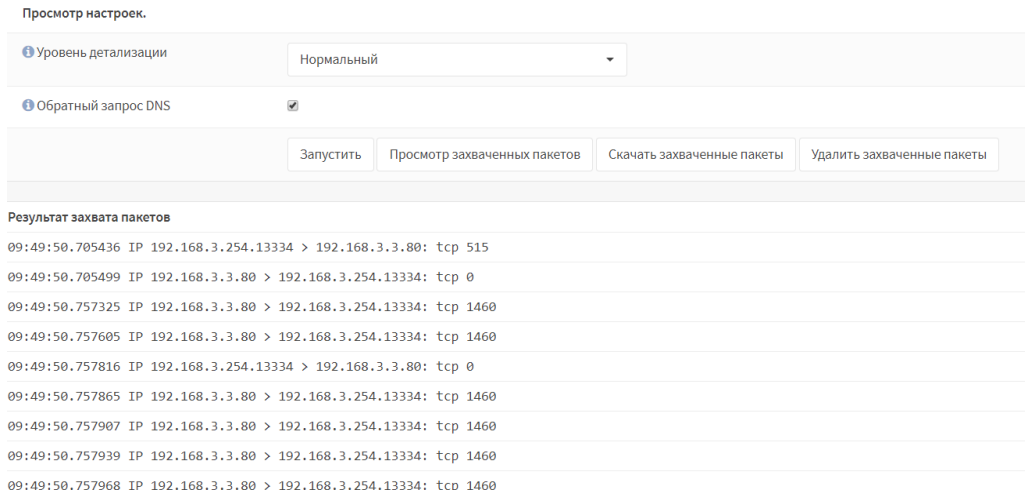 Просмотр настроек.
Уровень детализации
Нормальный
Обратный запрос DNS
Запустить Просмотр захваченных пакетов Скачать захваченные пакеты Удалить захваченные пакеты
Результат захвата пакетов
09:49:50.705436 IP 192.168.3.254.13334 > 192.168.3.3.80: tcp 515
09:49:50.705499 IP 192.168.3.3.80 > 192.168.3.254.13334: tcp 0
09:49:50.757325 IP 192.168.3.3.80 > 192.168.3.254.13334: tcp 1460
09:49:50.757605 IP 192.168.3.3.80 > 192.168.3.254.13334: tcp 1460
09:49:50.757816 IP 192.168.3.254.13334 > 192.168.3.3.80: tcp 0
09:49:50.757865 IP 192.168.3.3.80 > 192.168.3.254.13334: tcp 1460
09:49:50.757907 IP 192.168.3.3.80 > 192.168.3.254.13334: tcp 1460
09:49:50.757939 IP 192.168.3.3.80 > 192.168.3.254.13334: tcp 1460
09:49:50.757968 IP 192.168.3.3.80 > 192.168.3.254.13334: tcp 1460